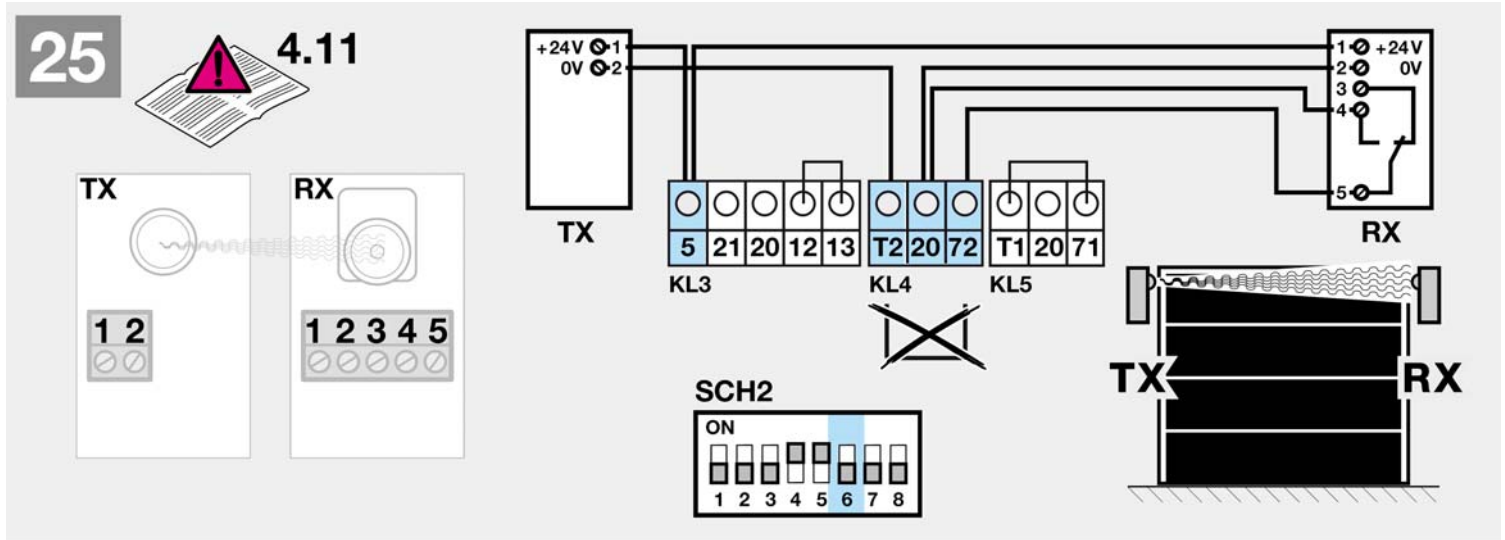 25
4.11
TX
1 2
RX
1 2 3 4 5
+24V 1
0V 2
TX
1 +24V
2 0V
3
4
5
RX
5 21 20 12 13
KL3
T2 20 72
KL4
T1 20 71
KL5
SCH2
ON
1 2 3 4 5 6 7 8
TX RX